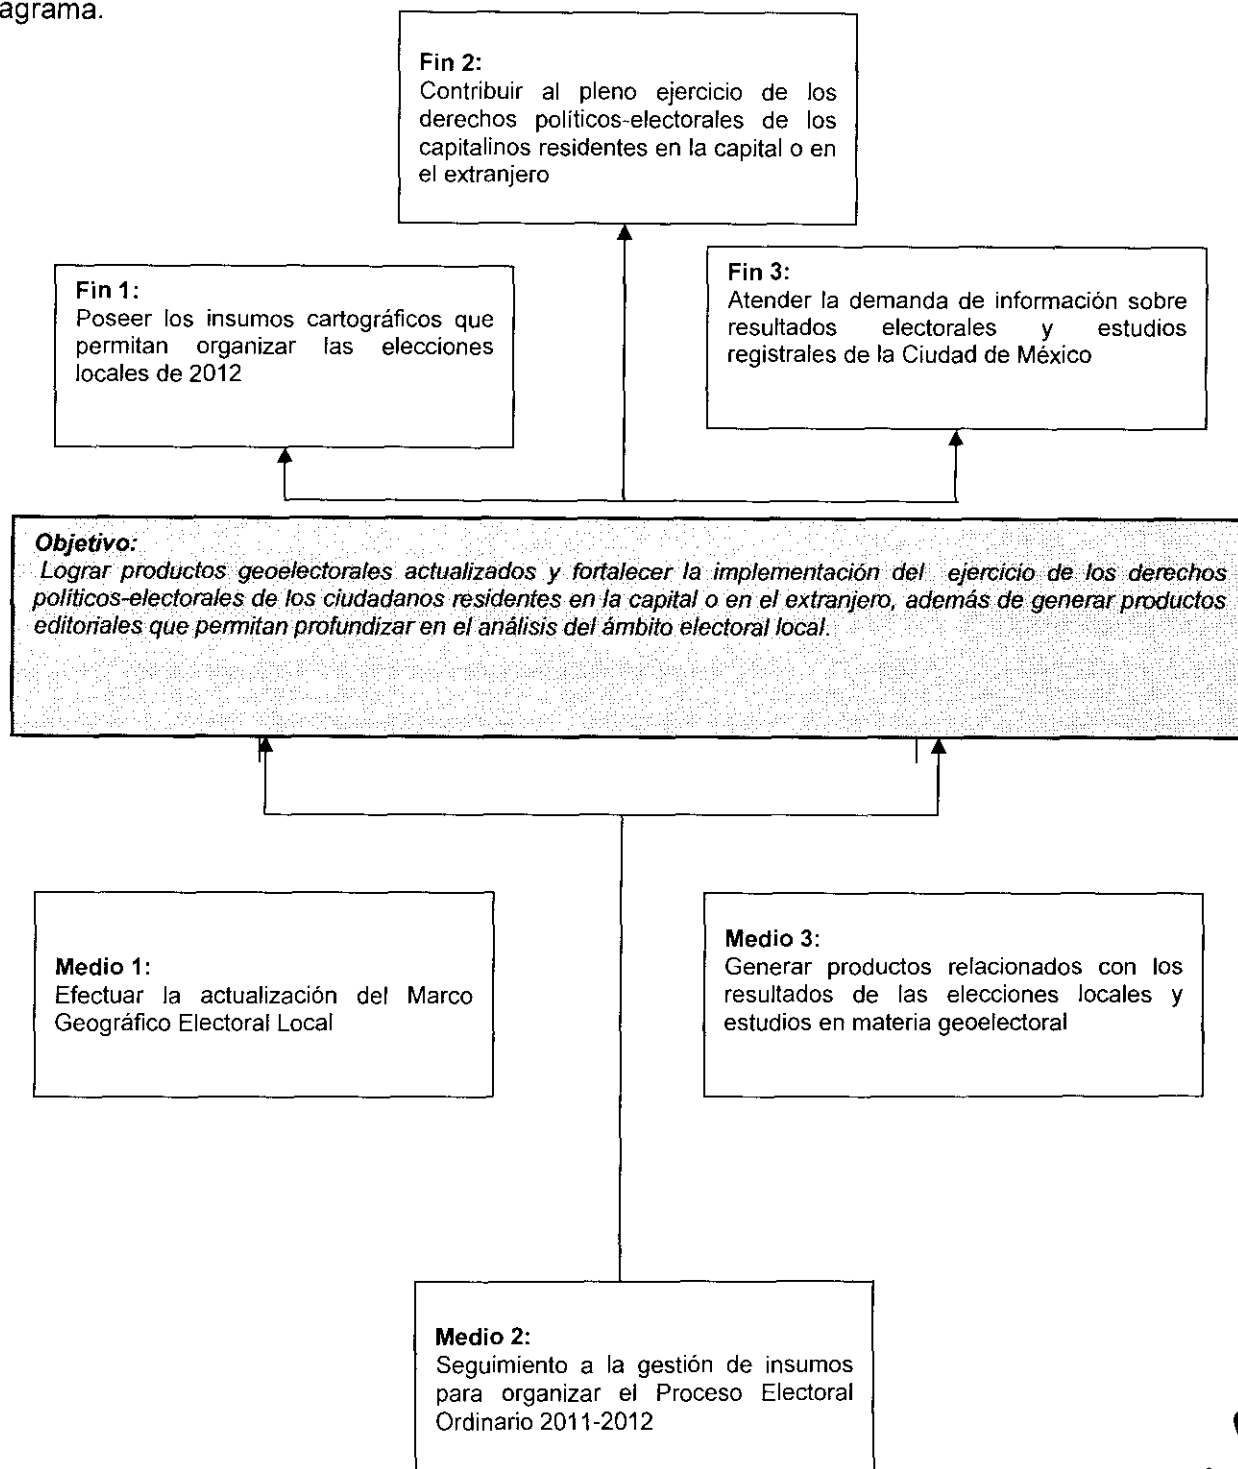 agrama.
Fin 2:
Contribuir al pleno ejercicio de los
derechos políticos-electorales de los
capitalinos residentes en la capital o en
el extranjero
Fin 1:
Poseer los insumos cartográficos que
permitan organizar las elecciones
locales de 2012
Fin 3:
Atender la demanda de información sobre
resultados electorales y estudios
registrales de la Ciudad de México
Objetivo:
Lograr productos geoelectorales actualizados y fortalecer la implementación del ejercicio de los derechos
políticos-electorales de los ciudadanos residentes en la capital o en el extranjero, además de generar productos
editoriales que permitan profundizar en el análisis del ámbito electoral local.
Medio 1:
Efectuar la actualización del Marco
Geográfico Electoral Local
Medio 3:
Generar productos relacionados con los
resultados de las elecciones locales y
estudios en materia geoelectoral
Medio 2:
Seguimiento a la gestión de insumos
para organizar el Proceso Electoral
Ordinario 2011-2012